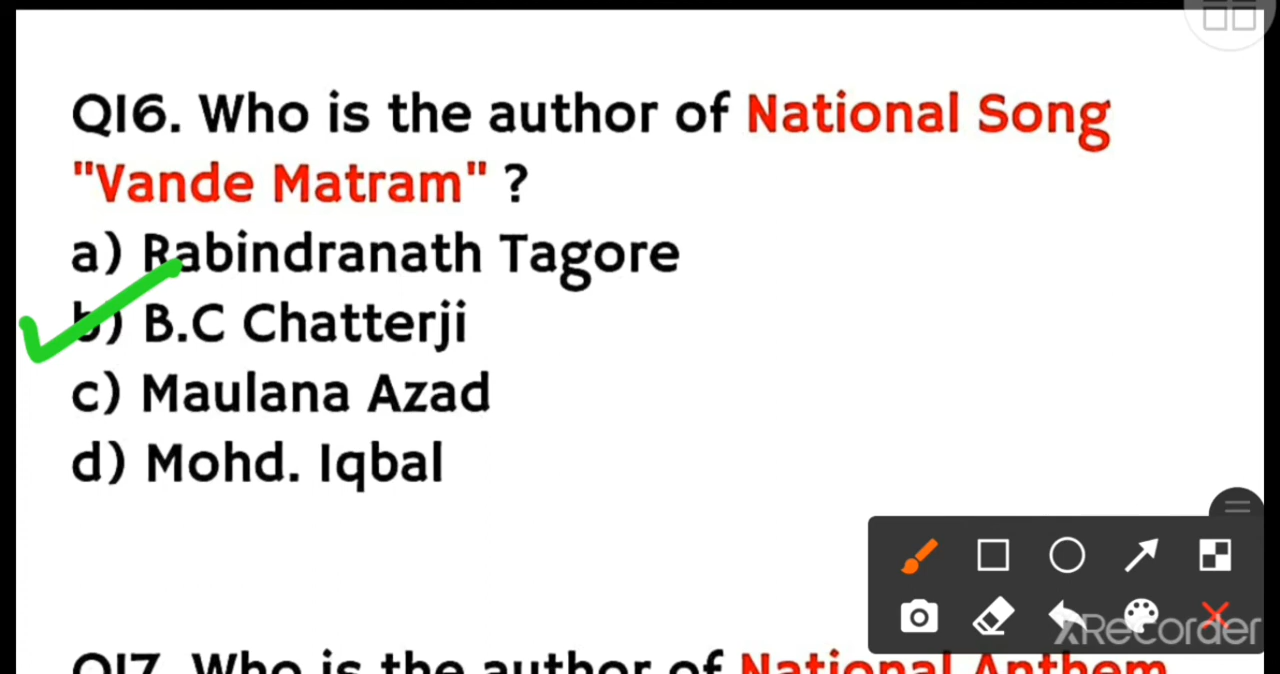 Q16. Who is the author of National Song
"Vande Matram" ?
a) Rabindranath Tagore
b) B.C Chatterji
c) Maulana Azad
d) Mohd. Iqbal
Q17. Who is the author of National Anthem
XRecorder